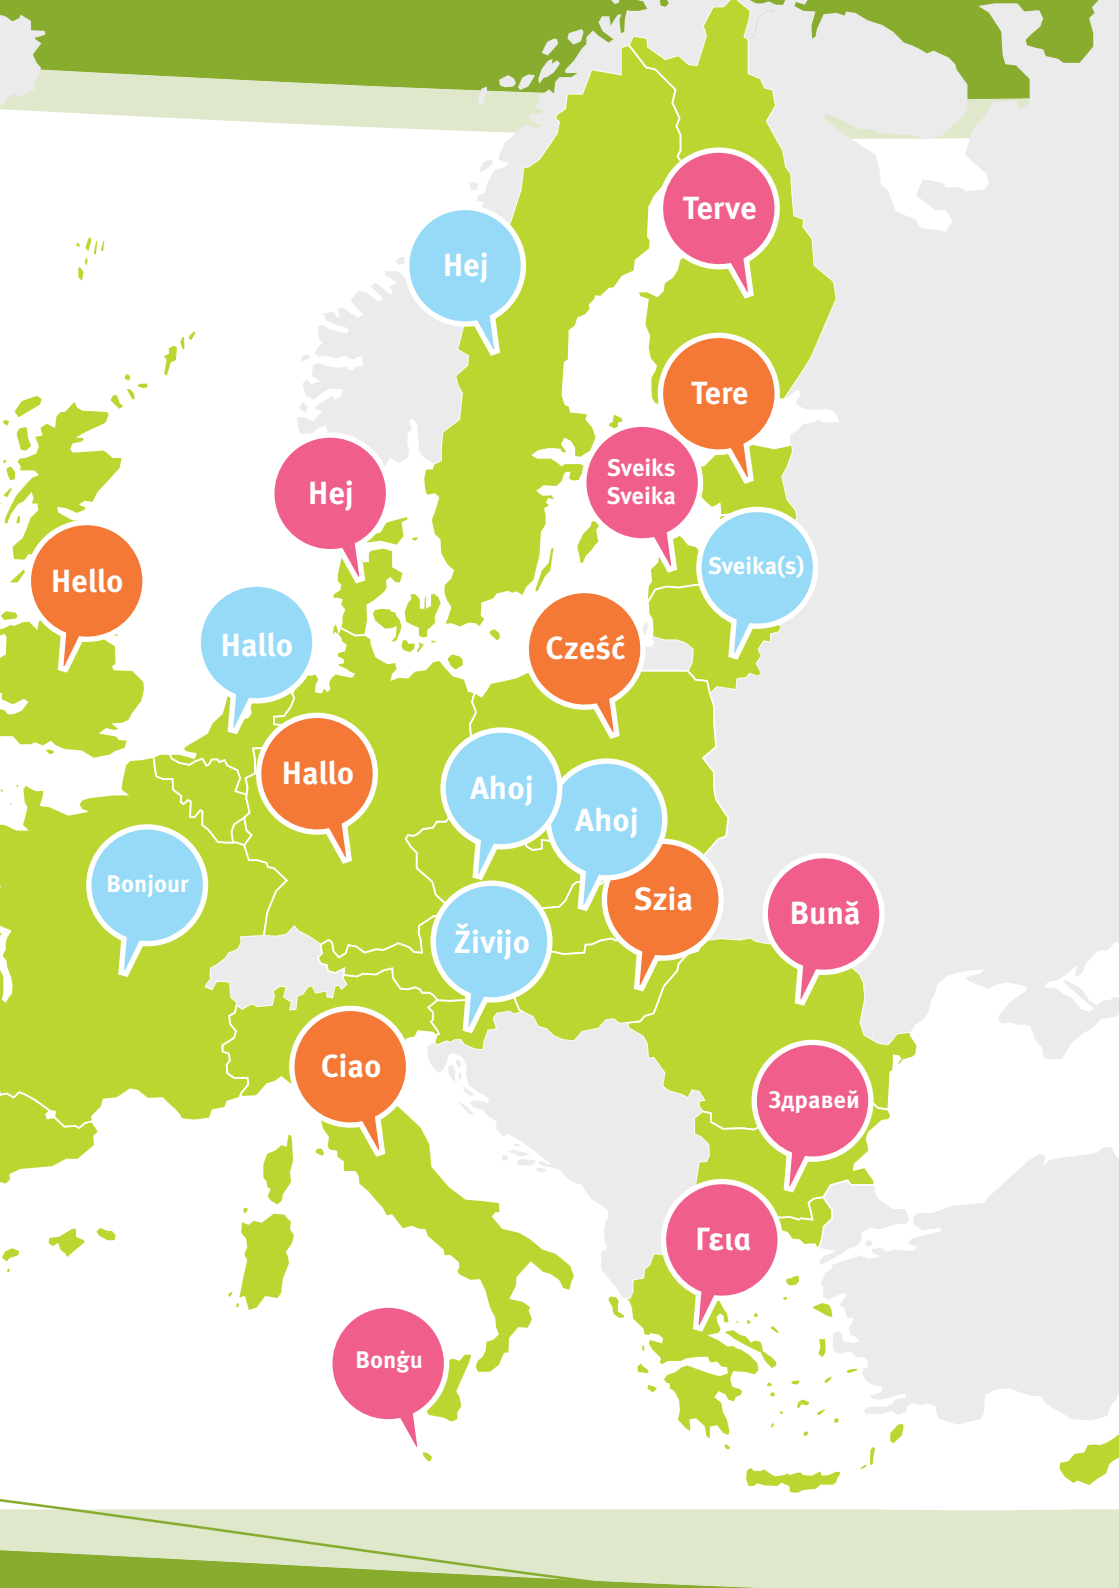 Terve
Hej
Tere
Sveiks
Sveika
Hej
Sveika(s)
Hello
Hallo
Cześć
Hallo
Ahoj
Ahoj
Bonjour
Szia
Bună
Živijo
Ciao
Здравей
Γεια
Bonġu